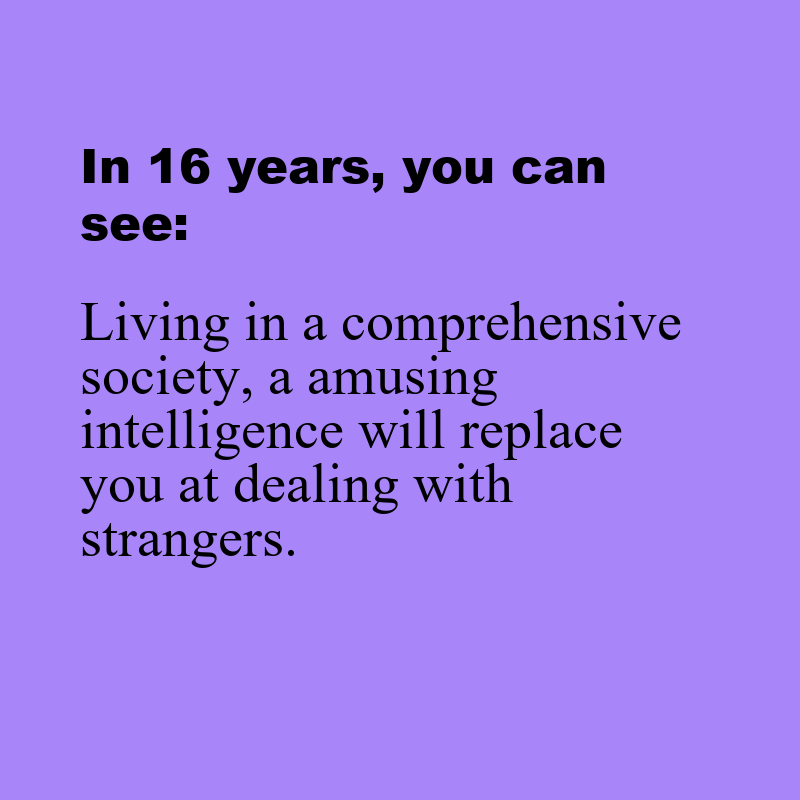 In 16 years, you can
see:
Living in a comprehensive
society, a amusing
intelligence will replace
you at dealing with
strangers.